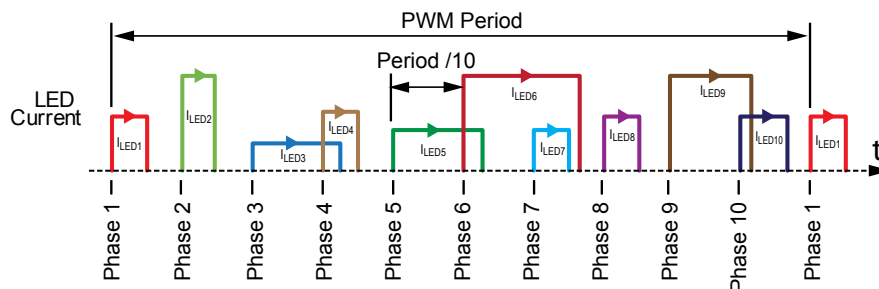 PWM Period
Period /10
LED
Current
ILED1
ILED2
ILED3
ILED4
ILED5
ILED6
ILED7
ILED8
ILED9
ILED10
ILED1
t
Phase 1
Phase 2
Phase 3
Phase 4
Phase 5
Phase 6
Phase 7
Phase 8
Phase 9
Phase 10
Phase 1